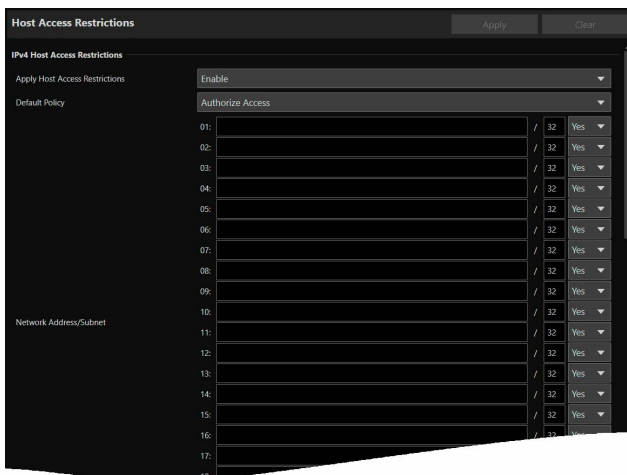 Host Access Restrictions Apply Clear
IPv4 Host Access Restrictions
Apply Host Access Restrictions Enable
Default Policy Authorize Access
01: / 32 Yes
02: / 32 Yes
03: / 32 Yes
04: / 32 Yes
05: / 32 Yes
06: / 32 Yes
07: / 32 Yes
08: / 32 Yes
09: / 32 Yes
10: / 32 Yes
Network Address/Subnet
11: / 32 Yes
12: / 32 Yes
13: / 32 Yes
14: / 32 Yes
15: / 32 Yes
16: / 32
17: